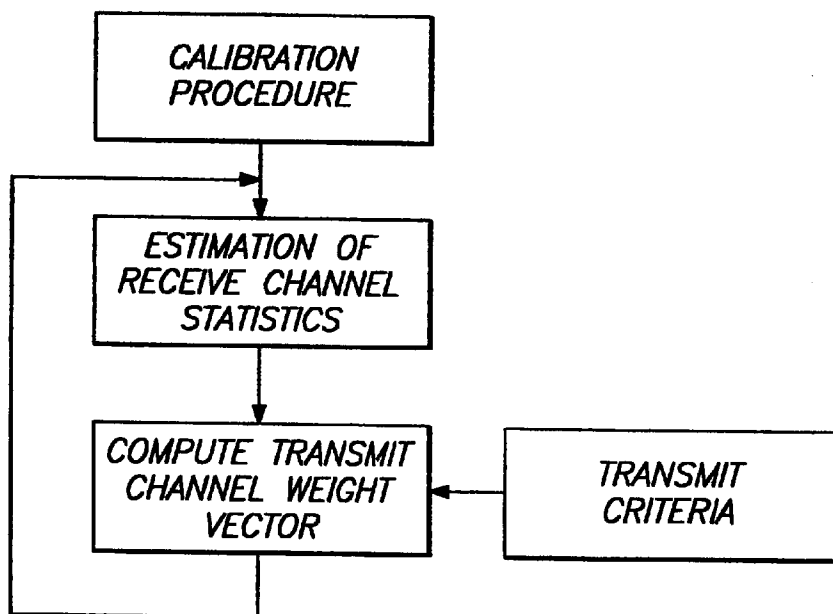 CALIBRATION
PROCEDURE
ESTIMATION OF
RECEIVE CHANNEL
STATISTICS
COMPUTE TRANSMIT
CHANNEL WEIGHT
VECTOR
TRANSMIT
CRITERIA